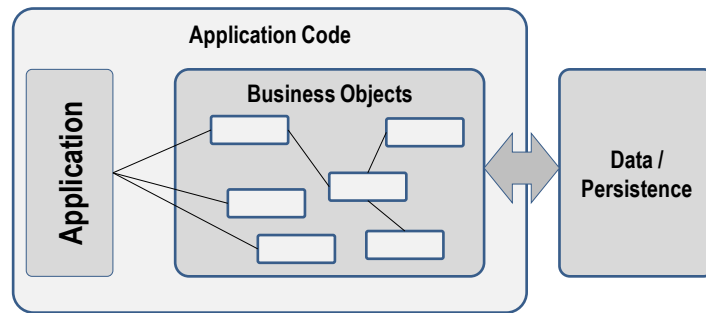 Application Code
Application
Business Objects
Data /
Persistence